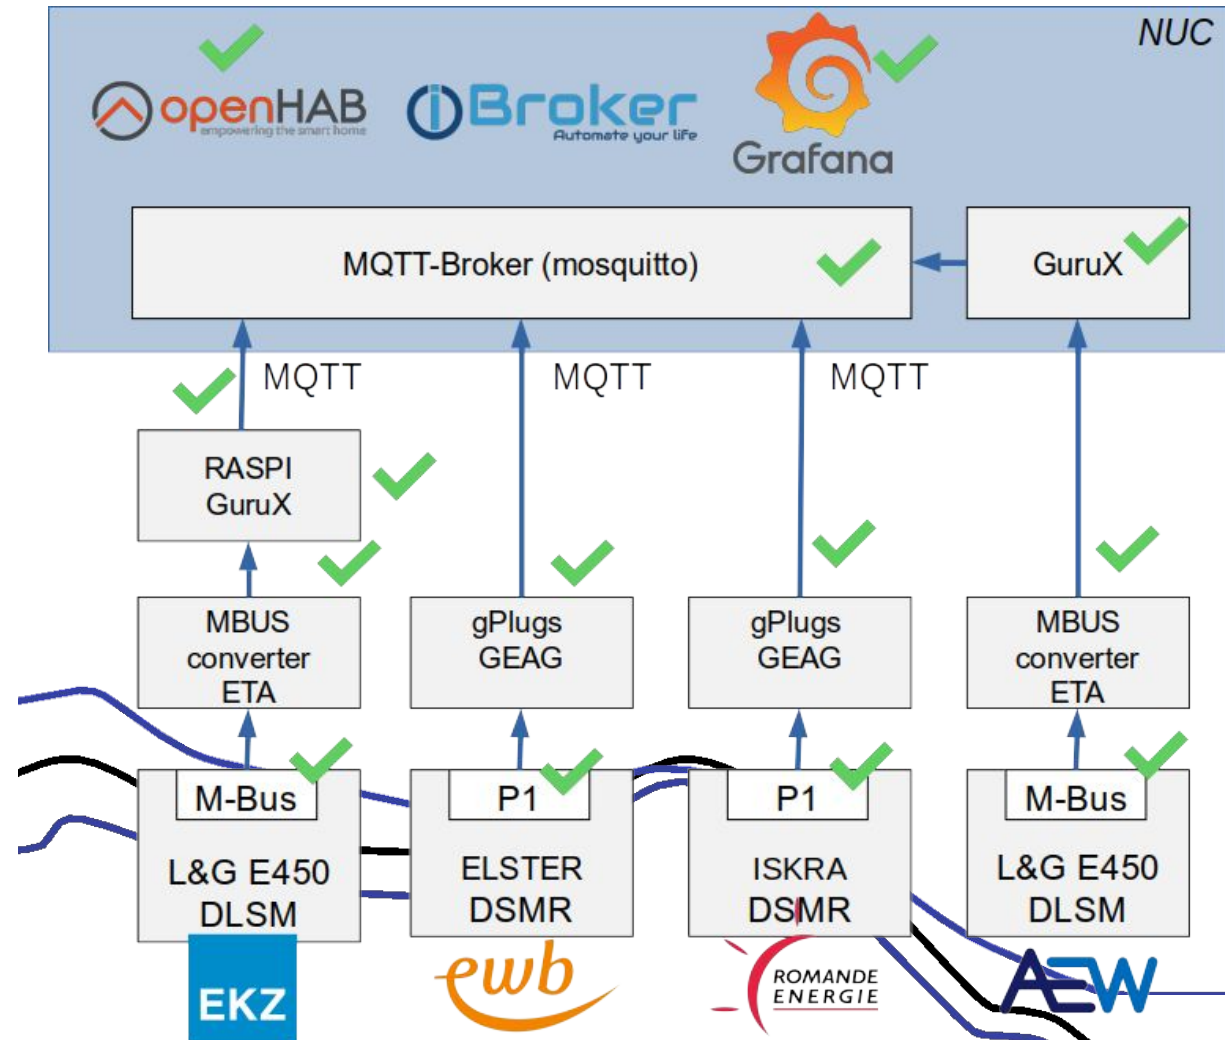 NUC
openHAB
empowering the smart home
ioBroker
Automate your life
Grafana
MQTT-Broker (mosquitto)
GuruX
MQTT
MQTT
MQTT
RASPI
GuruX
MBUS
converter
ETA
gPlugs
GEAG
gPlugs
GEAG
MBUS
converter
ETA
M-Bus
P1
P1
M-Bus
L&G E450
DLSM
ELSTER
DSMR
ISKRA
DSMR
L&G E450
DLSM
EKZ
ewb
ROMANDE
ENERGIE
AEW